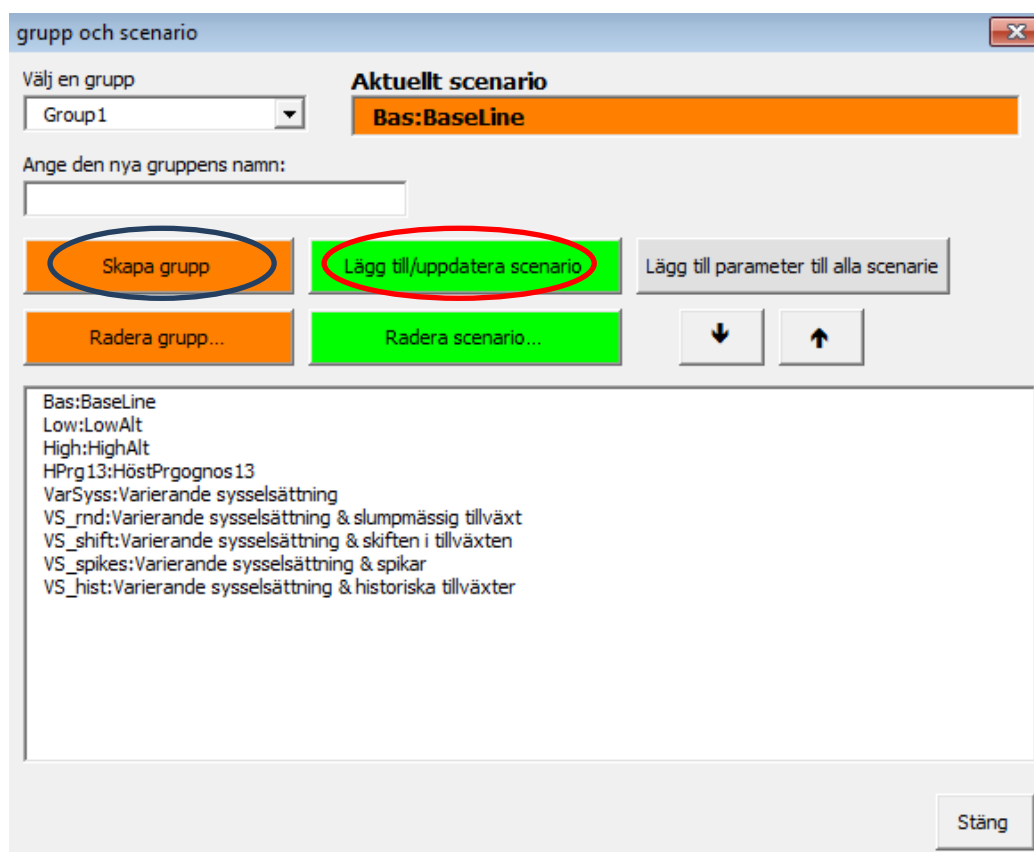 grupp och scenario
Välj en grupp
Aktuellt scenario
Group1
Bas:BaseLine
Ange den nya gruppens namn:
Skapa grupp
Lägg till/uppdatera scenario
Lägg till parameter till alla scenarie
Radera grupp...
Radera scenario...
Bas:BaseLine
Low:LowAlt
High:HighAlt
HPrg13:HöstPrgognos13
VarSyss:Varierande sysselsättning
VS_rnd:Varierande sysselsättning & slumpmässig tillväxt
VS_shift:Varierande sysselsättning & skiften i tillväxten
VS_spikes:Varierande sysselsättning & spikar
VS_hist:Varierande sysselsättning & historiska tillväxter
Stäng